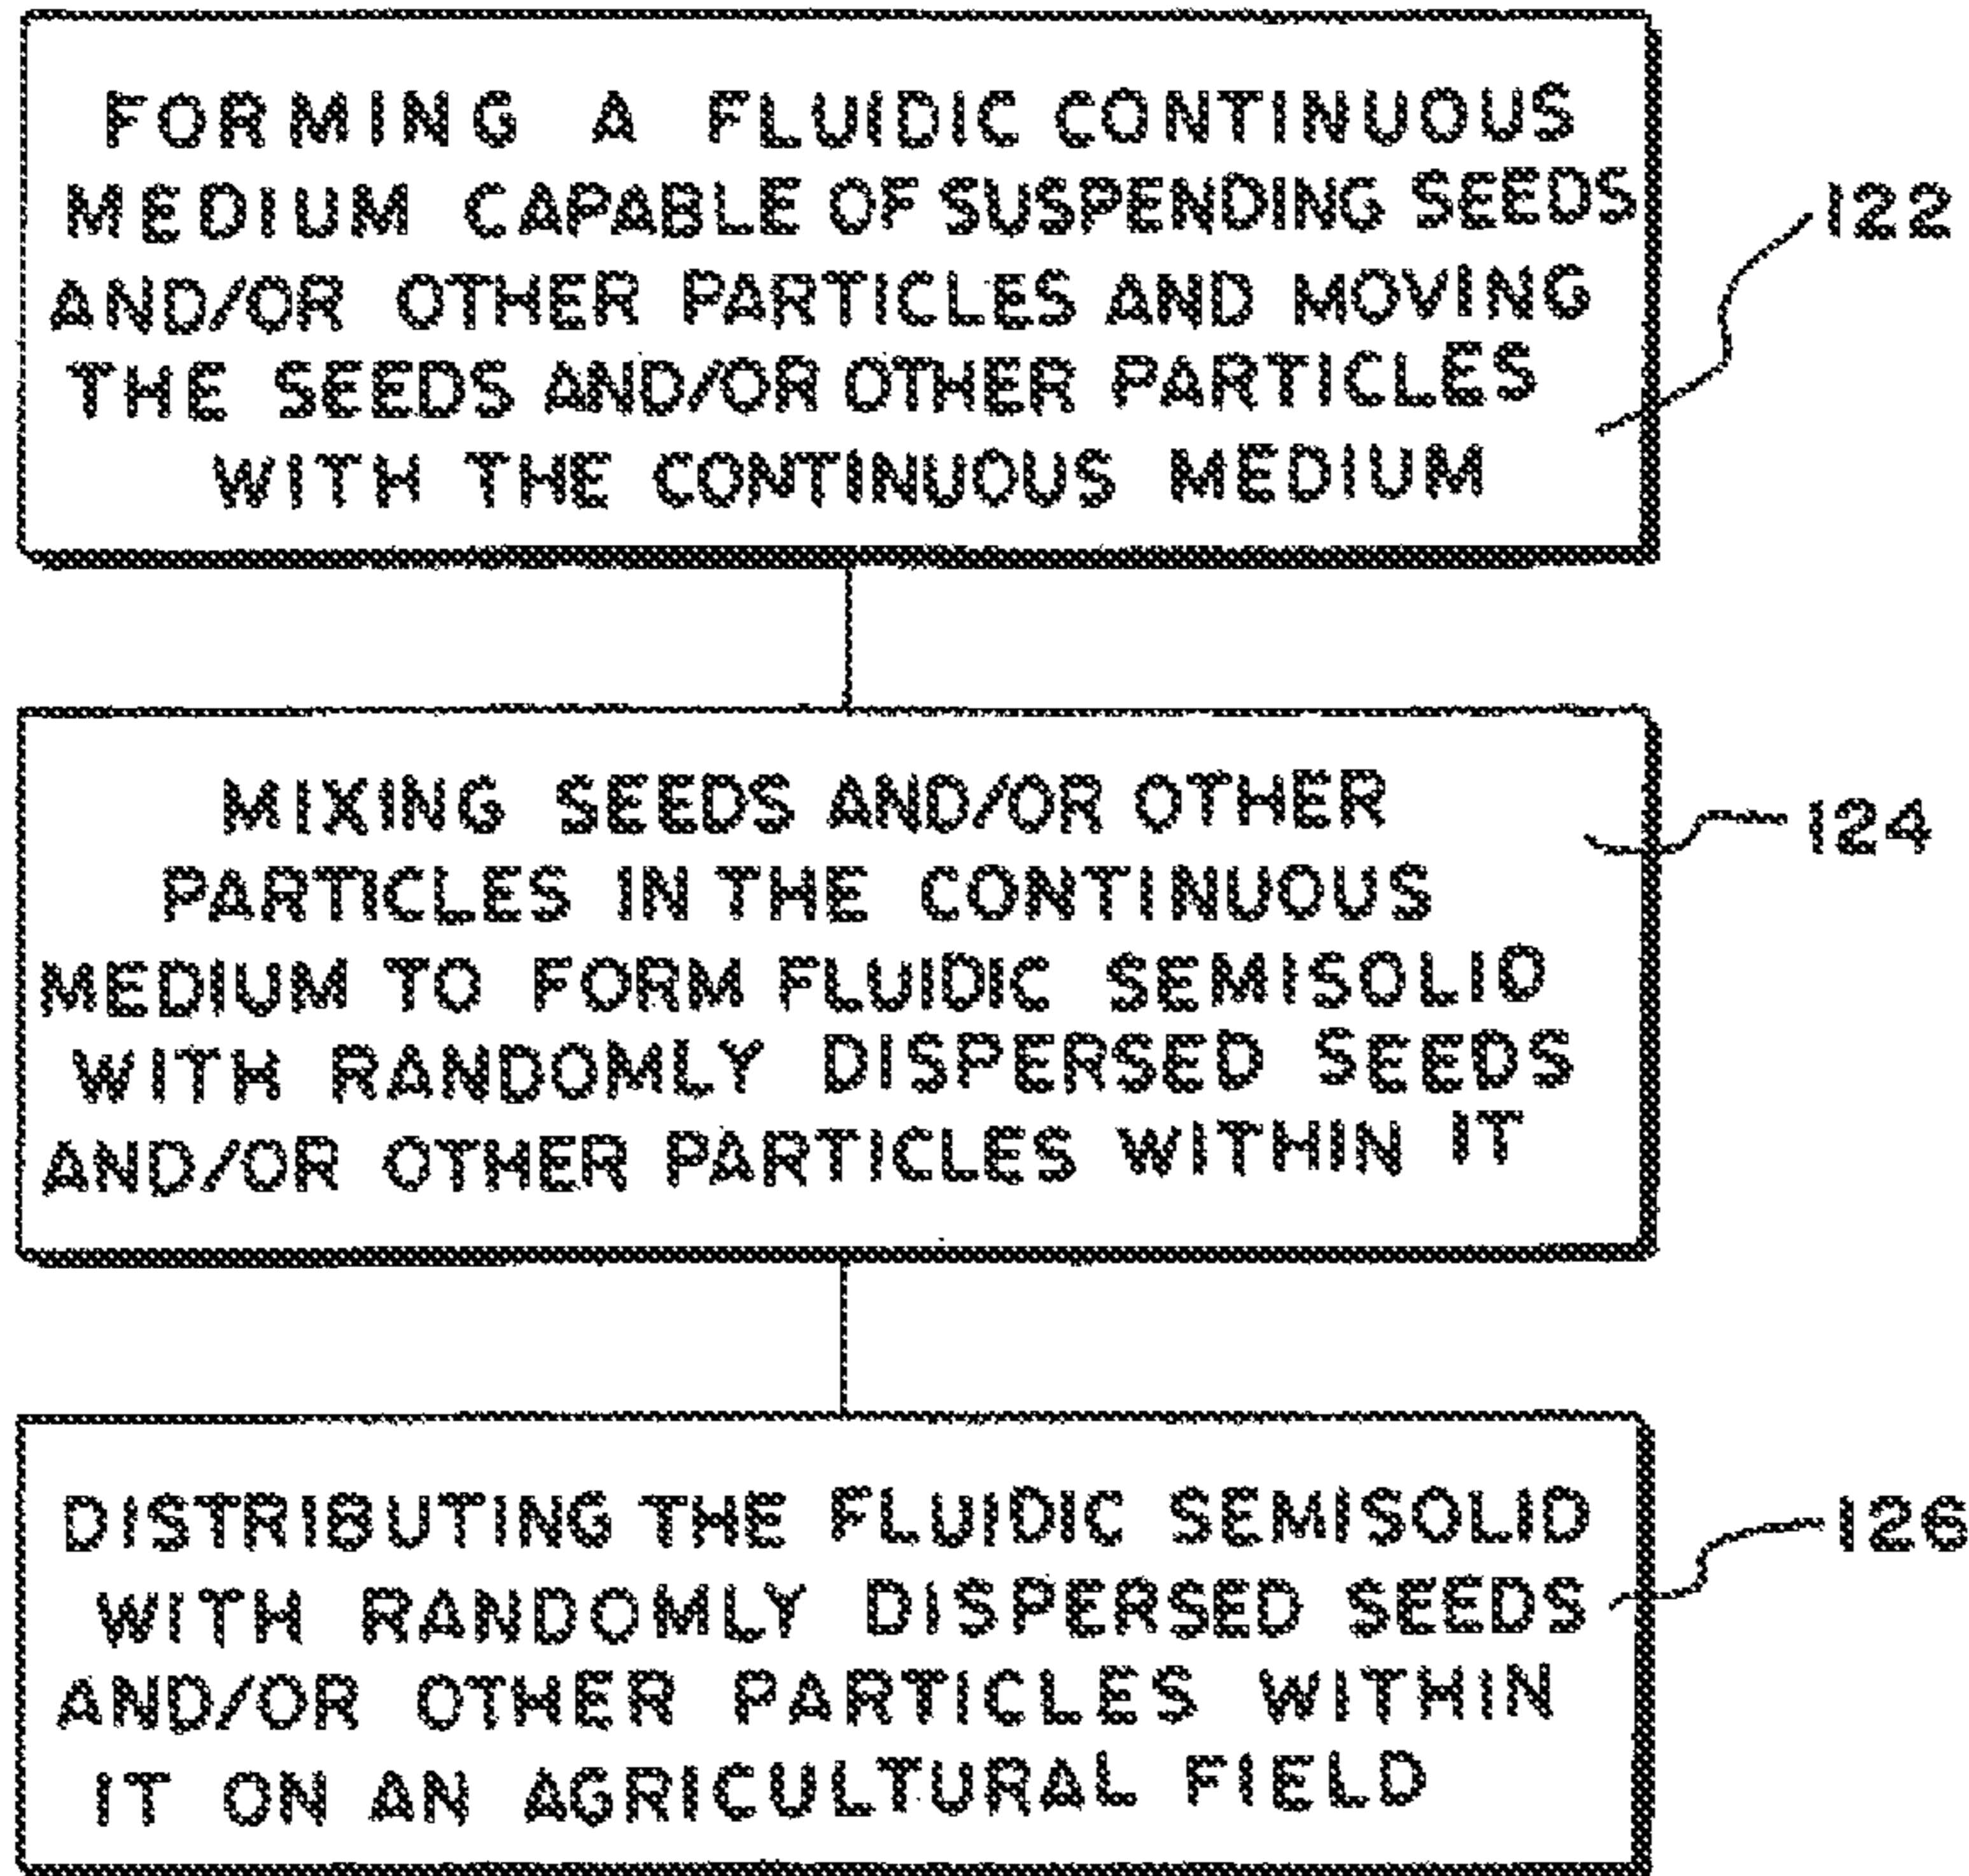 FORMING A FLUIDIC CONTINUOUS
MEDIUM CAPABLE OF SUSPENDING SEEDS
AND/OR OTHER PARTICLES AND MOVING
THE SEEDS AND/OR OTHER PARTICLES
WITH THE CONTINUOUS MEDIUM
122
MIXING SEEDS AND/OR OTHER
PARTICLES IN THE CONTINUOUS
MEDIUM TO FORM FLUIDIC SEMISOLIO
WITH RANDOMLY DISPERSED SEEDS
AND/OR OTHER PARTICLES WITHIN IT
124
DISTRIBUTING THE FLUIDIC SEMISOLID
WITH RANDOMLY DISPERSED SEEDS
AND/OR OTHER PARTICLES WITHIN
IT ON AN AGRICULTURAL FIELD
126